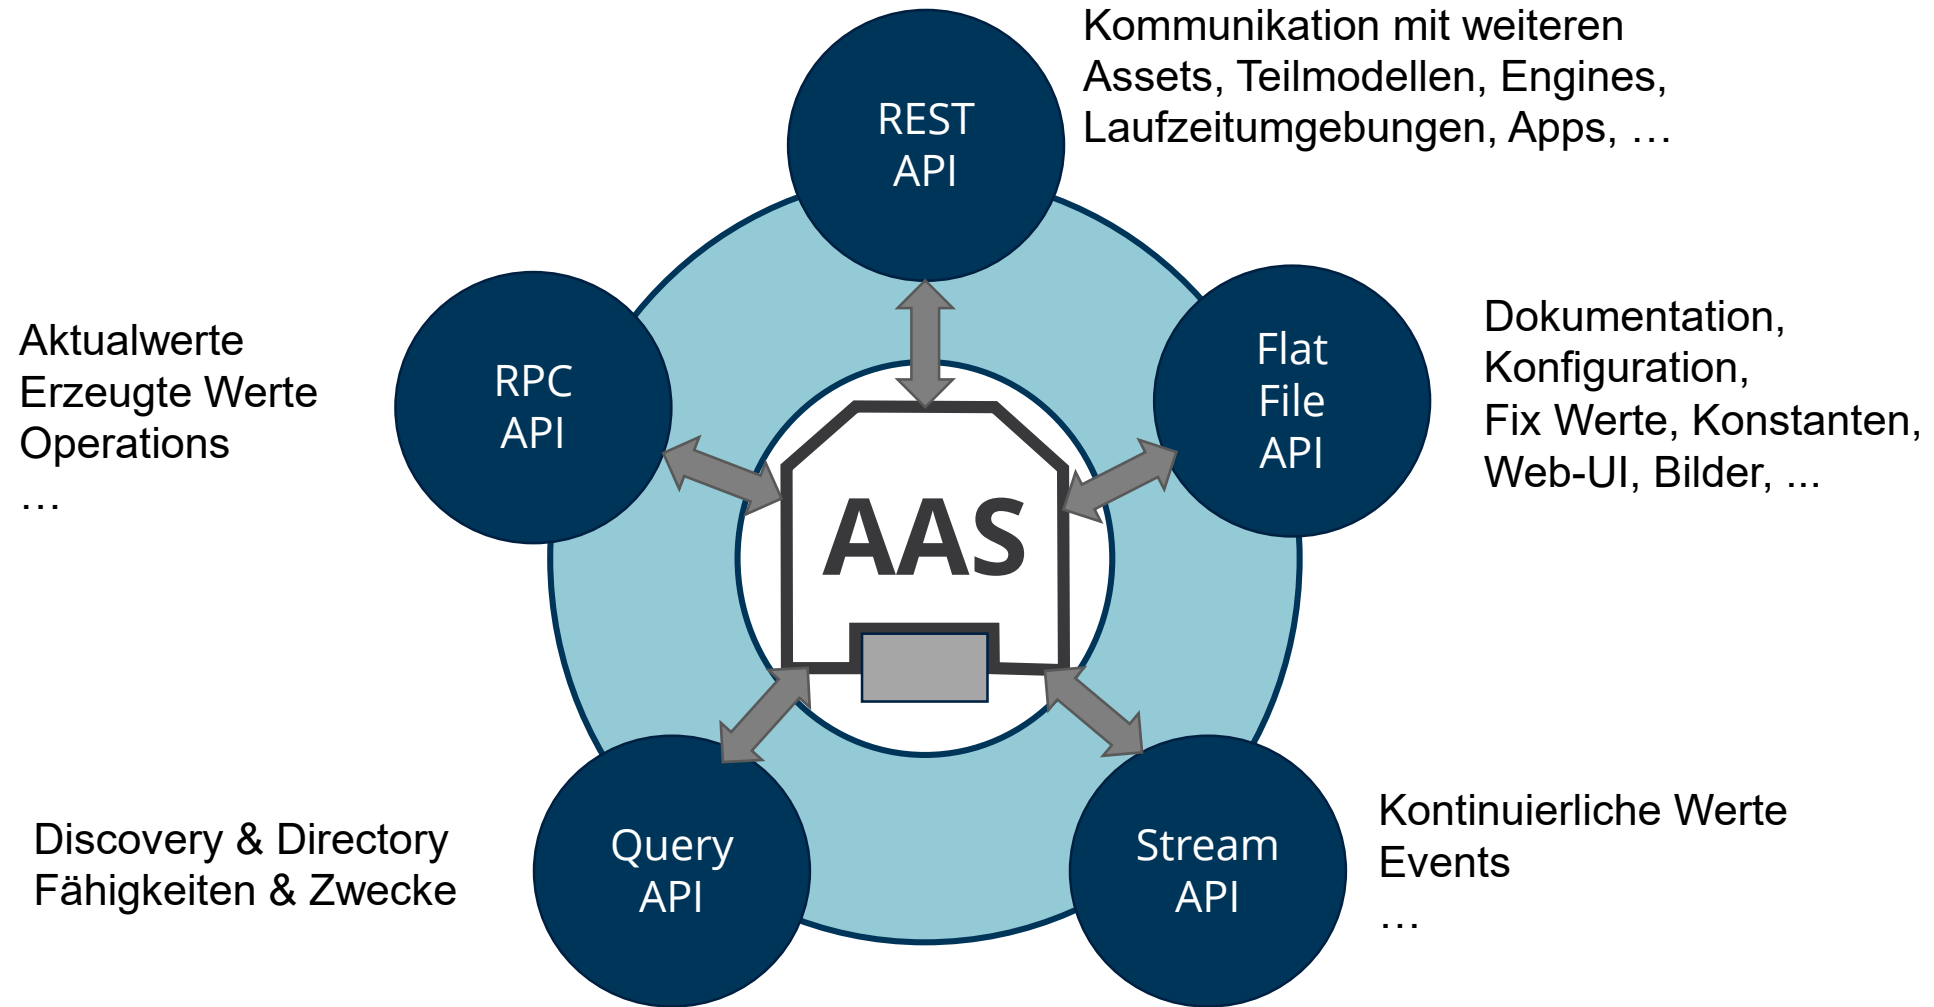 Kommunikation mit weiteren
Assets, Teilmodellen, Engines,
Laufzeitumgebungen, Apps, …
REST
API
Aktualwerte
Erzeugte Werte
Operations
…
RPC
API
Flat
File
API
Dokumentation,
Konfiguration,
Fix Werte, Konstanten,
Web-UI, Bilder, ...
AAS
Discovery & Directory
Fähigkeiten & Zwecke
Query
API
Stream
API
Kontinuierliche Werte
Events
…